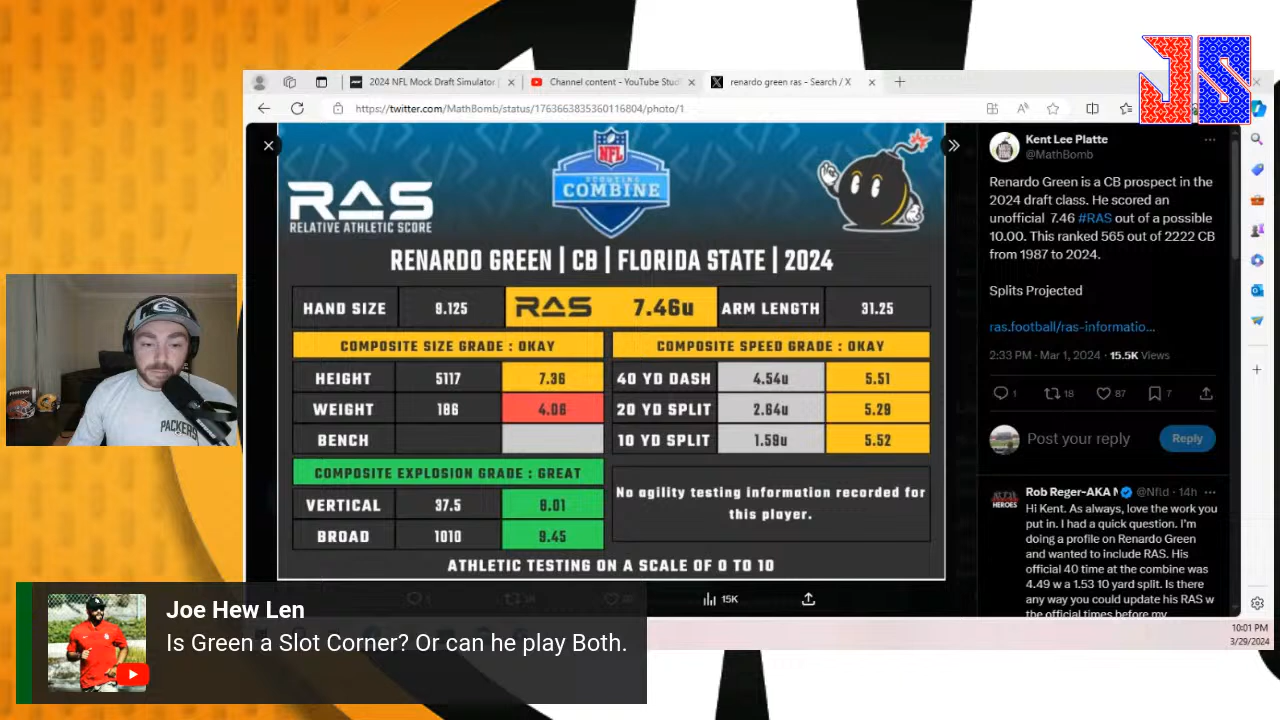 JS
2024 NFL Mock Draft Simulator
Channel content - YouTube Stud
renardo green ras - Search / X
https://twitter.com/MathBomb/status/1763663835360116804/photo/1
NFL
SCOUTING
COMBINE
RAS
RELATIVE ATHLETIC SCORE
RENARDO GREEN | CB | FLORIDA STATE | 2024
HAND SIZE 9.125 RAS 7.46u ARM LENGTH 31.25
COMPOSITE SIZE GRADE : OKAY
HEIGHT 5117 7.36
WEIGHT 186 4.06
BENCH
COMPOSITE EXPLOSION GRADE : GREAT
VERTICAL 37.5 8.01
BROAD 1010 9.45
COMPOSITE SPEED GRADE : OKAY
40 YD DASH 4.54u 5.51
20 YD SPLIT 2.64u 5.29
10 YD SPLIT 1.59u 5.52
No agility testing information recorded for
this player.
ATHLETIC TESTING ON A SCALE OF 0 TO 10
15K
Kent Lee Platte
@MathBomb
Renardo Green is a CB prospect in the
2024 draft class. He scored an
unofficial 7.46 #RAS out of a possible
10.00. This ranked 565 out of 2222 CB
from 1987 to 2024.
Splits Projected
ras.football/ras-informatio...
2:33 PM · Mar 1, 2024 · 15.5K Views
1 18 87 7
Post your reply
Reply
Rob Reger-AKA N @Nfld · 14h
Hi Kent. As always, love the work you
put in. I had a quick question. I'm
doing a profile on Renardo Green
and wanted to include RAS. His
official 40 time at the combine was
4.49 w a 1.53 10 yard split. Is there
any way you could update his RAS w
the official times before my
10:01 PM
3/29/2024
PACKERS
Joe Hew Len
Is Green a Slot Corner? Or can he play Both.